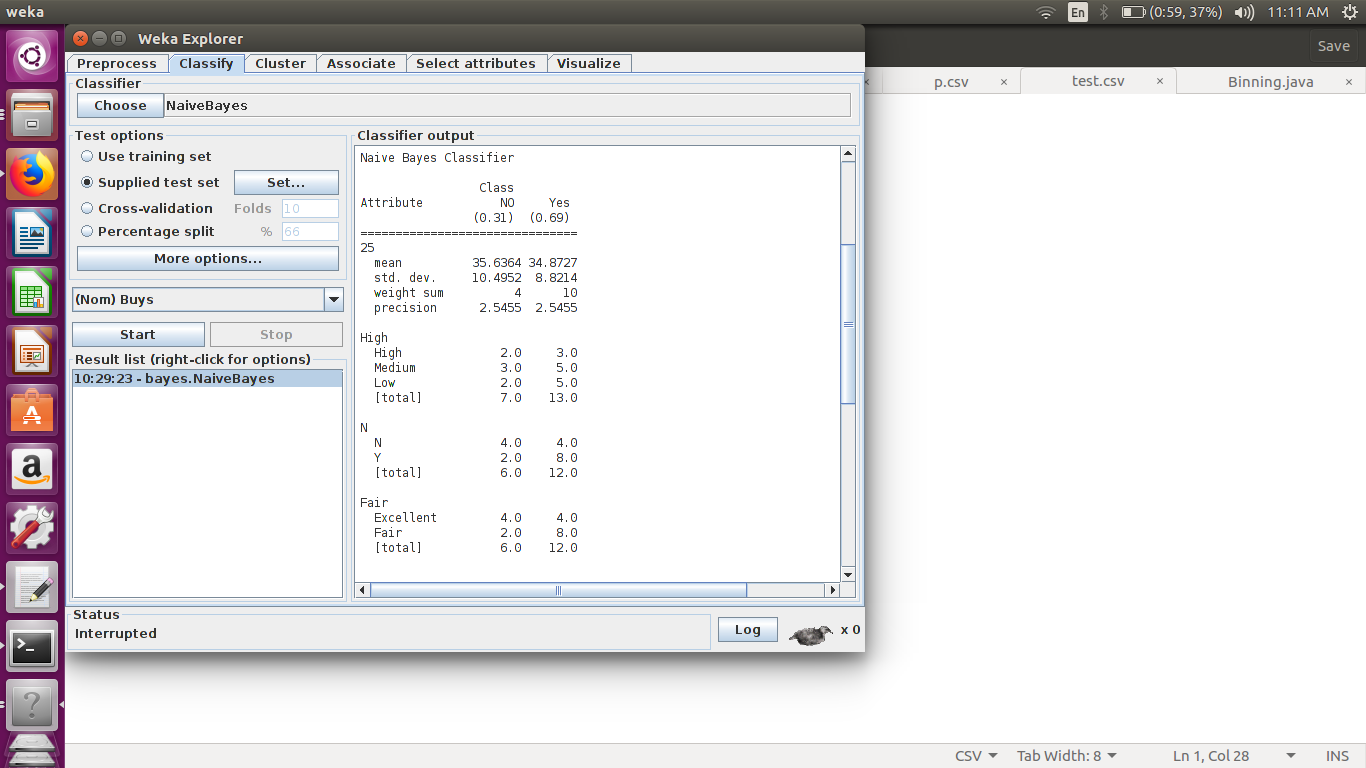 weka
En
(0:59, 37%)
11:11 AM
Weka Explorer
Save
p.csv ×
test.csv ×
Binning.java ×
Preprocess Classify Cluster Associate Select attributes Visualize
Classifier
Choose NaiveBayes
Test options
Use training set
Supplied test set Set...
Cross-validation Folds 10
Percentage split % 66
More options...
(Nom) Buys
Start Stop
Result list (right-click for options)
10:29:23 - bayes.NaiveBayes
Classifier output
Naive Bayes Classifier
Class
Attribute NO Yes
(0.31) (0.69)
===============================
25
mean 35.6364 34.8727
std. dev. 10.4952 8.8214
weight sum 4 10
precision 2.5455 2.5455
High
High 2.0 3.0
Medium 3.0 5.0
Low 2.0 5.0
[total] 7.0 13.0
N
N 4.0 4.0
Y 2.0 8.0
[total] 6.0 12.0
Fair
Excellent 4.0 4.0
Fair 2.0 8.0
[total] 6.0 12.0
Status
Interrupted
Log x 0
CSV Tab Width: 8 Ln 1, Col 28 INS